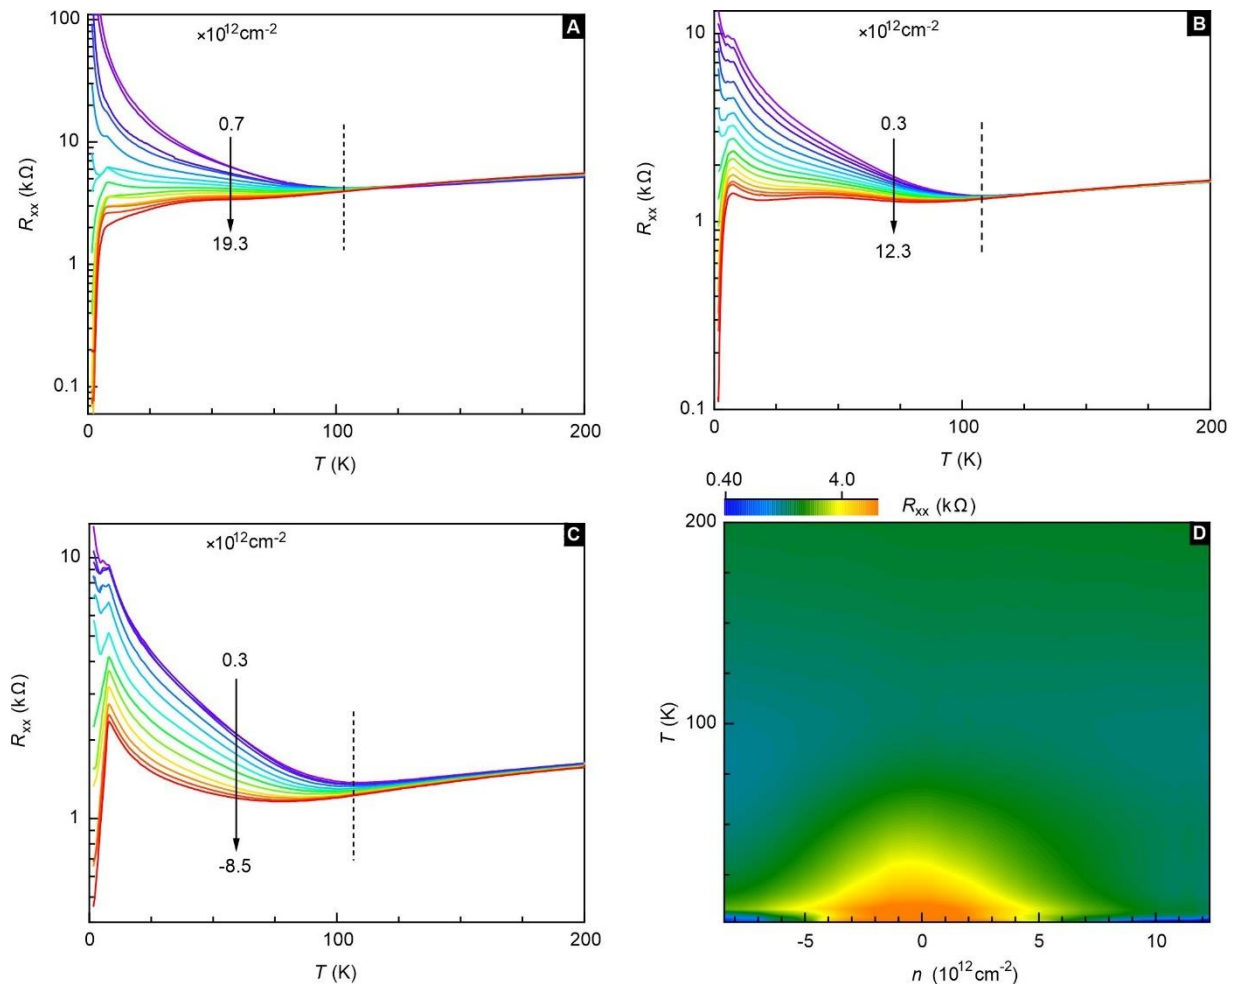 A
×10¹²cm⁻²
100
10
1
0.1
0.7
19.3
Rxx (kΩ)
0
100
200
T (K)
B
×10¹²cm⁻²
10
1
0.1
0.3
12.3
Rxx (kΩ)
0
100
200
T (K)
C
×10¹²cm⁻²
10
1
0.3
-8.5
Rxx (kΩ)
0
100
200
T (K)
0.40
4.0
Rxx (kΩ)
D
200
100
T (K)
-5
0
5
10
n (10¹²cm⁻²)